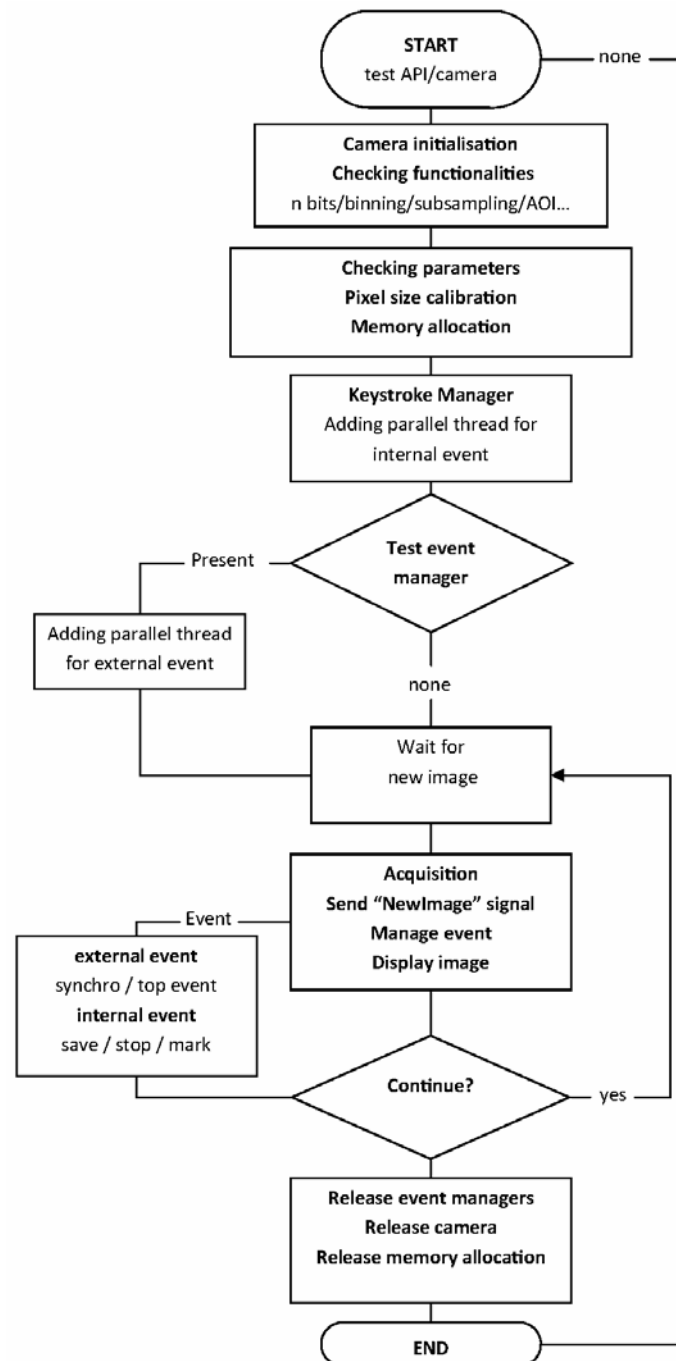 START
test API/camera
none
Camera initialisation
Checking functionalities
n bits/binning/subsampling/AOI...
Checking parameters
Pixel size calibration
Memory allocation
Keystroke Manager
Adding parallel thread for
internal event
Test event
manager
Present
Adding parallel thread
for external event
none
Wait for
new image
Acquisition
Send “NewImage” signal
Manage event
Display image
Event
external event
synchro / top event
internal event
save / stop / mark
Continue?
yes
Release event managers
Release camera
Release memory allocation
END